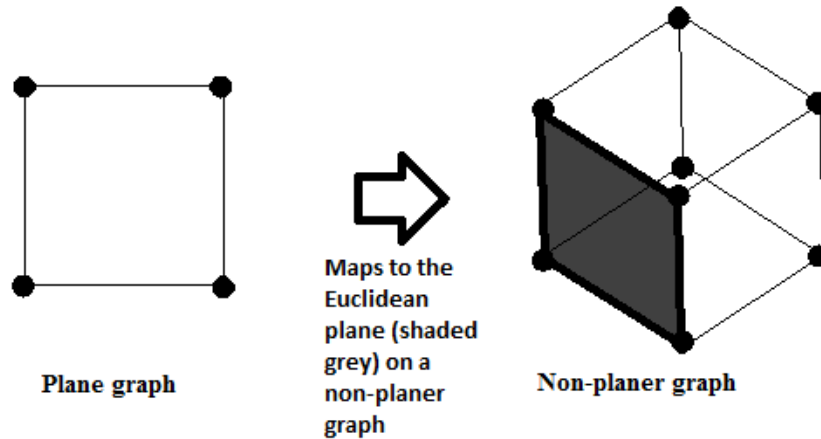 Plane graph
Maps to the
Euclidean
plane (shaded
grey) on a
non-planer
graph
Non-planer graph